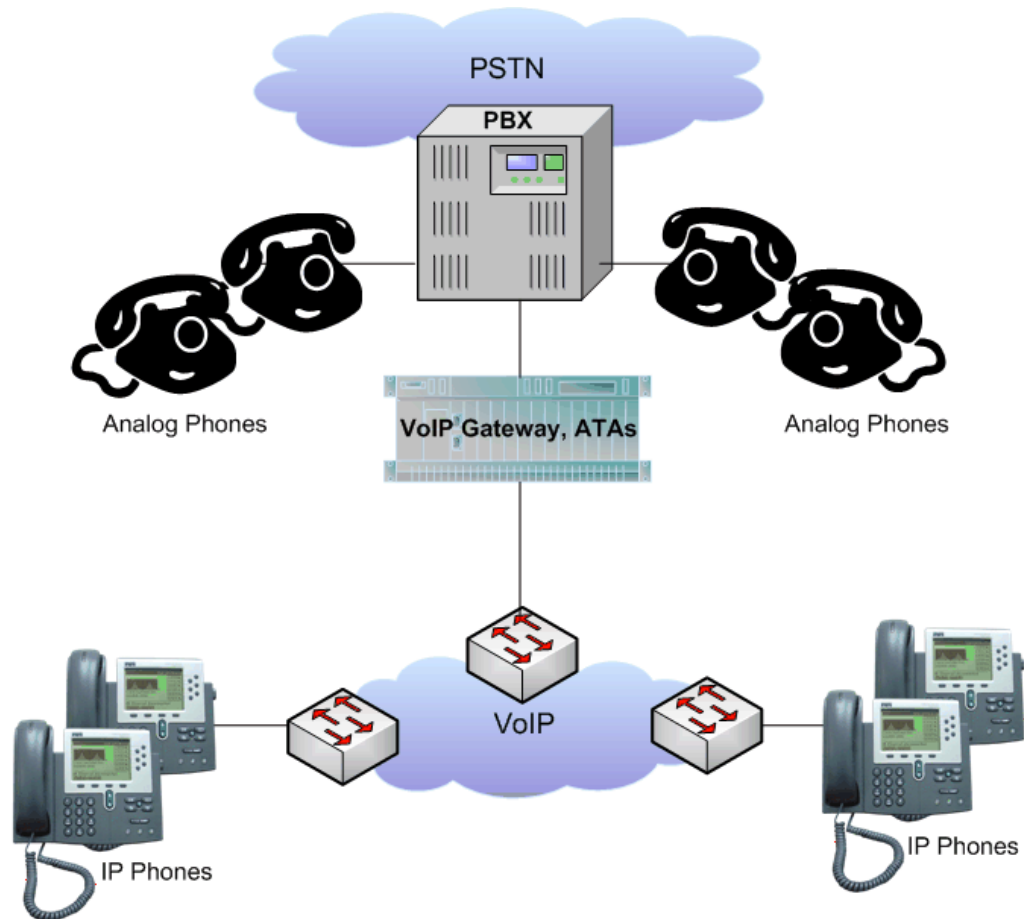 PSTN
PBX
Analog Phones
Analog Phones
VoIP Gateway, ATAs
VoIP
IP Phones
IP Phones